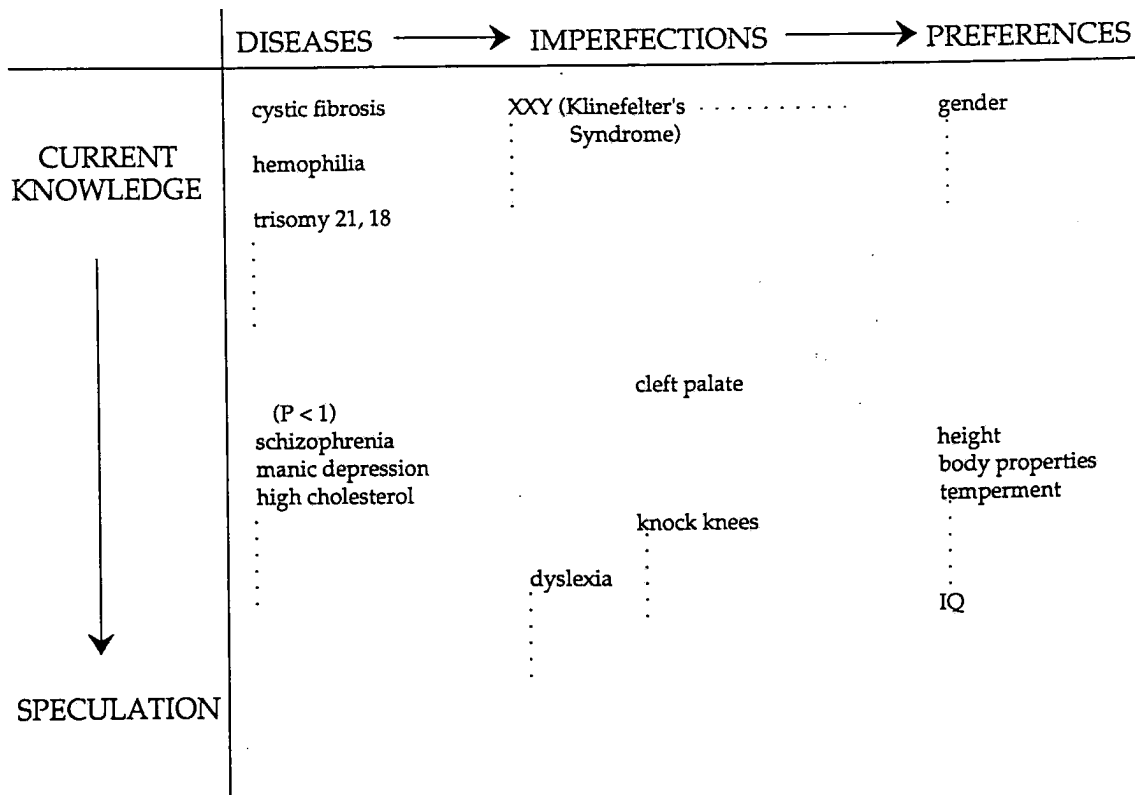 DISEASES IMPERFECTIONS PREFERENCES
CURRENT
KNOWLEDGE
SPECULATION
cystic fibrosis
hemophilia
trisomy 21, 18
(P < 1)
schizophrenia
manic depression
high cholesterol
XXY (Klinefelter's
Syndrome)
cleft palate
knock knees
dyslexia
gender
height
body properties
temperment
IQ